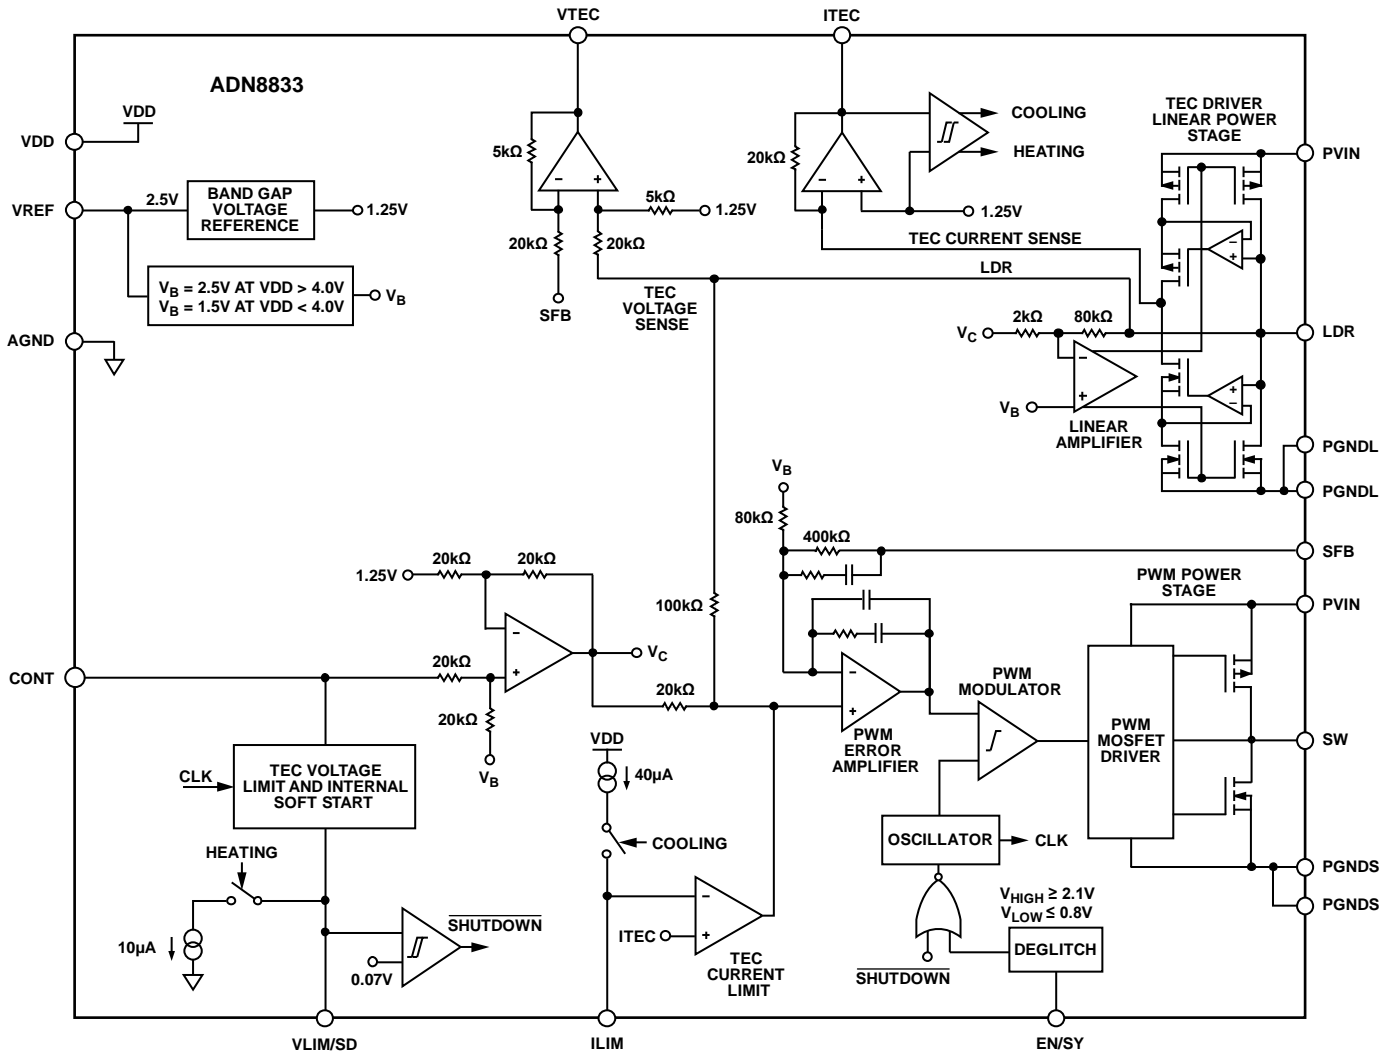 VTEC
ITEC
ADN8833
VDD
VDD
VREF
2.5V
BAND GAP
VOLTAGE
REFERENCE
1.25V
VB = 2.5V AT VDD > 4.0V
VB = 1.5V AT VDD < 4.0V
VB
AGND
5kΩ
–
+
5kΩ
1.25V
20kΩ
20kΩ
SFB
TEC
VOLTAGE
SENSE
20kΩ
–
+
COOLING
HEATING
1.25V
TEC CURRENT SENSE
LDR
TEC DRIVER
LINEAR POWER
STAGE
PVIN
–
+
VC
2kΩ
80kΩ
LDR
–
+
VB
LINEAR
AMPLIFIER
+
–
PGNDL
PGNDL
VB
80kΩ
400kΩ
SFB
1.25V
20kΩ
20kΩ
100kΩ
PWM POWER
STAGE
PVIN
–
+
VC
CONT
20kΩ
20kΩ
VB
20kΩ
–
+
PWM
ERROR
AMPLIFIER
PWM
MODULATOR
PWM
MOSFET
DRIVER
SW
VDD
40µA
COOLING
CLK
TEC VOLTAGE
LIMIT AND INTERNAL
SOFT START
OSCILLATOR
CLK
HEATING
10µA
SHUTDOWN
0.07V
–
+
ITEC
TEC
CURRENT
LIMIT
SHUTDOWN
VHIGH ≥ 2.1V
VLOW ≤ 0.8V
DEGLITCH
PGNDS
PGNDS
VLIM/SD
ILIM
EN/SY